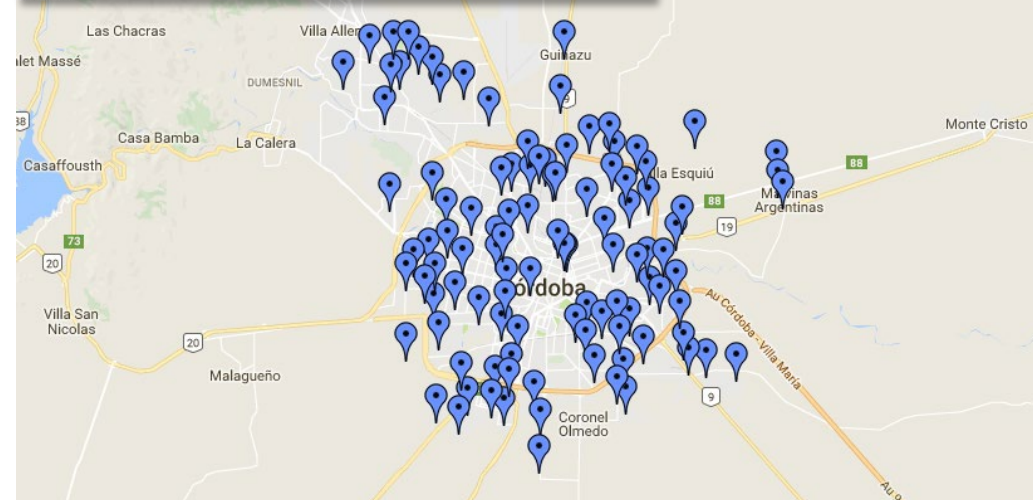 Las Chacras
Villa Allen
Guiñazu
DUMESNIL
9
38
Monte Cristo
Casa Bamba
La Calera
88
Casaffousth
88
19
Malvinas
Argentinas
73
20
Córdoba
Au Córdoba - Villa María
Villa San
Nicolas
20
Malagueño
9
Coronel
Olmedo